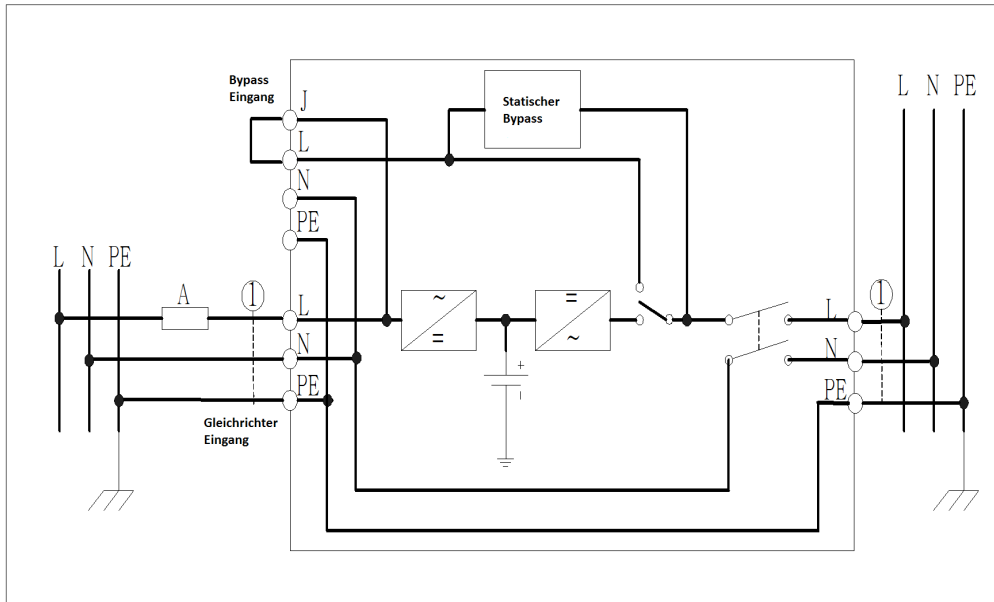 Bypass
Eingang
J
L
N
PE
Statischer
Bypass
L N PE
L N PE
A
1
L
N
PE
Gleichrichter
Eingang
~
=
=
~
+
−
L
N
PE
1